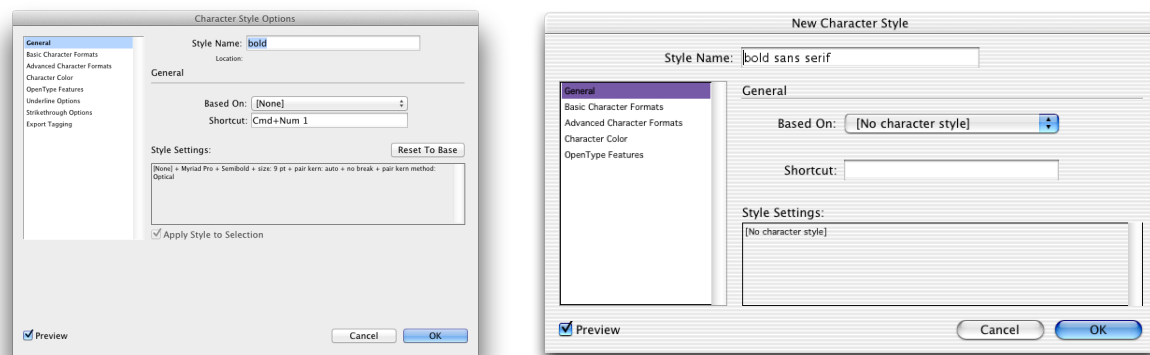 Character Style Options
General
Basic Character Formats
Advanced Character Formats
Character Color
OpenType Features
Underline Options
Strikethrough Options
Export Tagging
Style Name: bold
Location:
General
Based On: [None]
Shortcut: Cmd+Num 1
Style Settings: Reset To Base
[None] + Myriad Pro + Semibold + size: 9 pt + pair kern: auto + no break + pair kern method:
Optical
Apply Style to Selection
Preview Cancel OK
New Character Style
Style Name: bold sans serif
General
Basic Character Formats
Advanced Character Formats
Character Color
OpenType Features
General
Based On: [No character style]
Shortcut:
Style Settings:
[No character style]
Preview Cancel OK